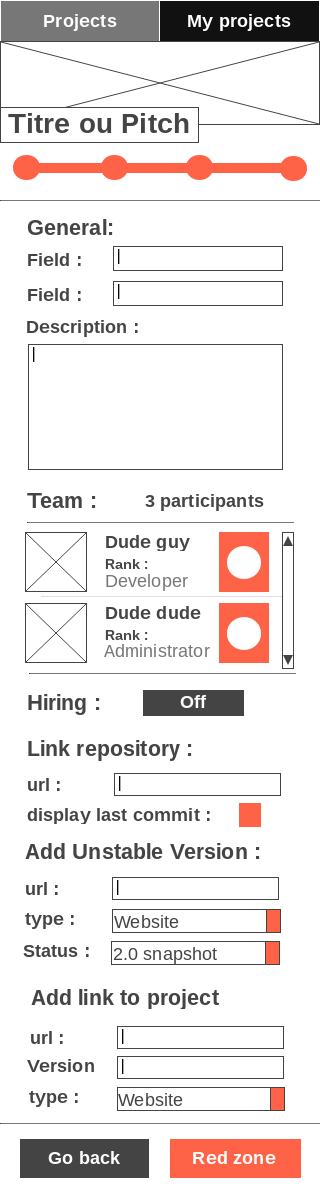 Projects My projects
Titre ou Pitch
General:
Field :
Field :
Description :
Team : 3 participants
Dude guy
Rank :
Developer
Dude dude
Rank :
Administrator
Hiring : Off
Link repository :
url :
display last commit :
Add Unstable Version :
url :
type : Website
Status : 2.0 snapshot
Add link to project
url :
Version
type : Website
Go back Red zone